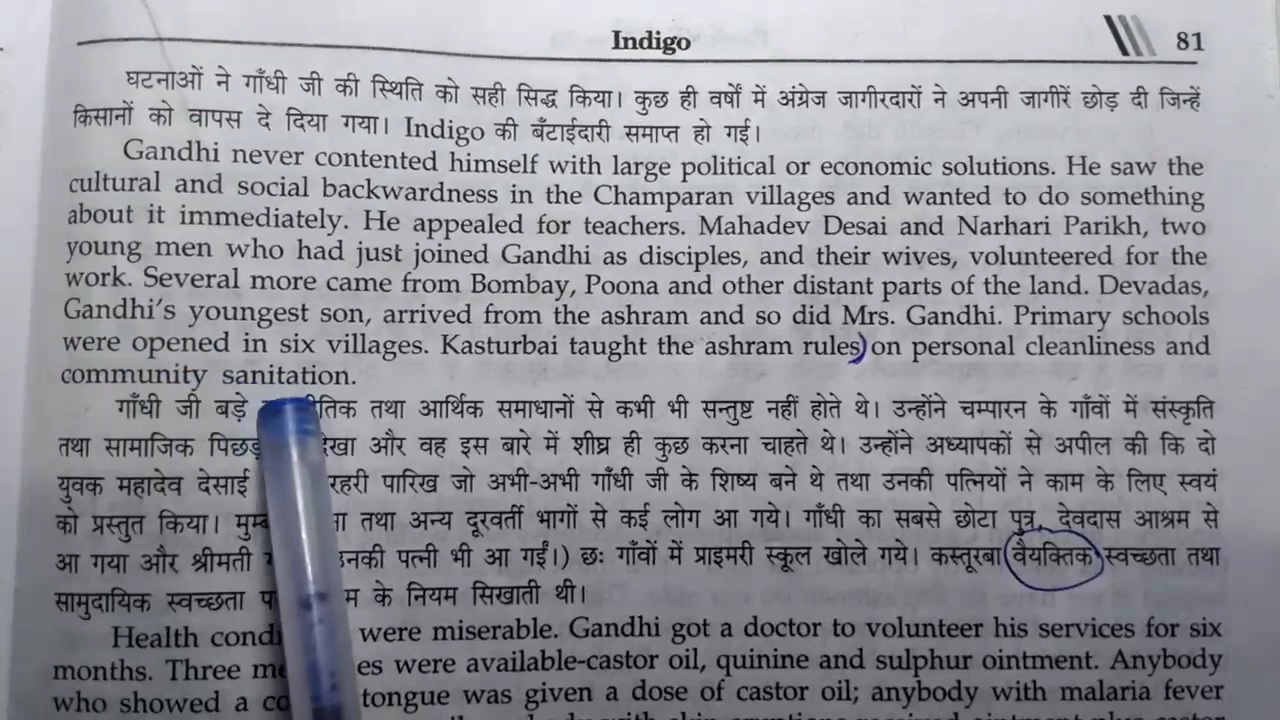 Indigo 81
घटनाओं ने गाँधी जी की स्थिति को सही सिद्ध किया। कुछ ही वर्षों में अंग्रेज जागीरदारों ने अपनी जागीरें छोड़ दी जिन्हें
किसानों को वापस दे दिया गया। Indigo की बँटाईदारी समाप्त हो गई।
Gandhi never contented himself with large political or economic solutions. He saw the
cultural and social backwardness in the Champaran villages and wanted to do something
about it immediately. He appealed for teachers. Mahadev Desai and Narhari Parikh, two
young men who had just joined Gandhi as disciples, and their wives, volunteered for the
work. Several more came from Bombay, Poona and other distant parts of the land. Devadas,
Gandhi's youngest son, arrived from the ashram and so did Mrs. Gandhi. Primary schools
were opened in six villages. Kasturbai taught the ashram rules) on personal cleanliness and
community sanitation.
गाँधी जी बड़े तथा आर्थिक समाधानों से कभी भी सन्तुष्ट नहीं होते थे। उन्होंने चम्पारन के गाँवों में संस्कृति
तथा सामाजिक और वह इस बारे में शीघ्र ही कुछ करना चाहते थे। उन्होंने अध्यापकों से अपील की कि दो
युवक महादेव देसाई पारिख जो अभी-अभी गाँधी जी के शिष्य बने थे तथा उनकी पत्नियों ने काम के लिए स्वयं
को प्रस्तुत किया। तथा अन्य दूरवर्ती भागों से कई लोग आ गये। गाँधी का सबसे छोटा पुत्र, देवदास आश्रम से
आ गया और श्रीमती उनकी पत्नी भी आ गईं।) छः गाँवों में प्राइमरी स्कूल खोले गये। कस्तूरबा वैयक्तिक स्वच्छता तथा
सामुदायिक स्वच्छता के नियम सिखाती थी।
Health were miserable. Gandhi got a doctor to volunteer his services for six
months. Three were available-castor oil, quinine and sulphur ointment. Anybody
who showed a tongue was given a dose of castor oil; anybody with malaria fever